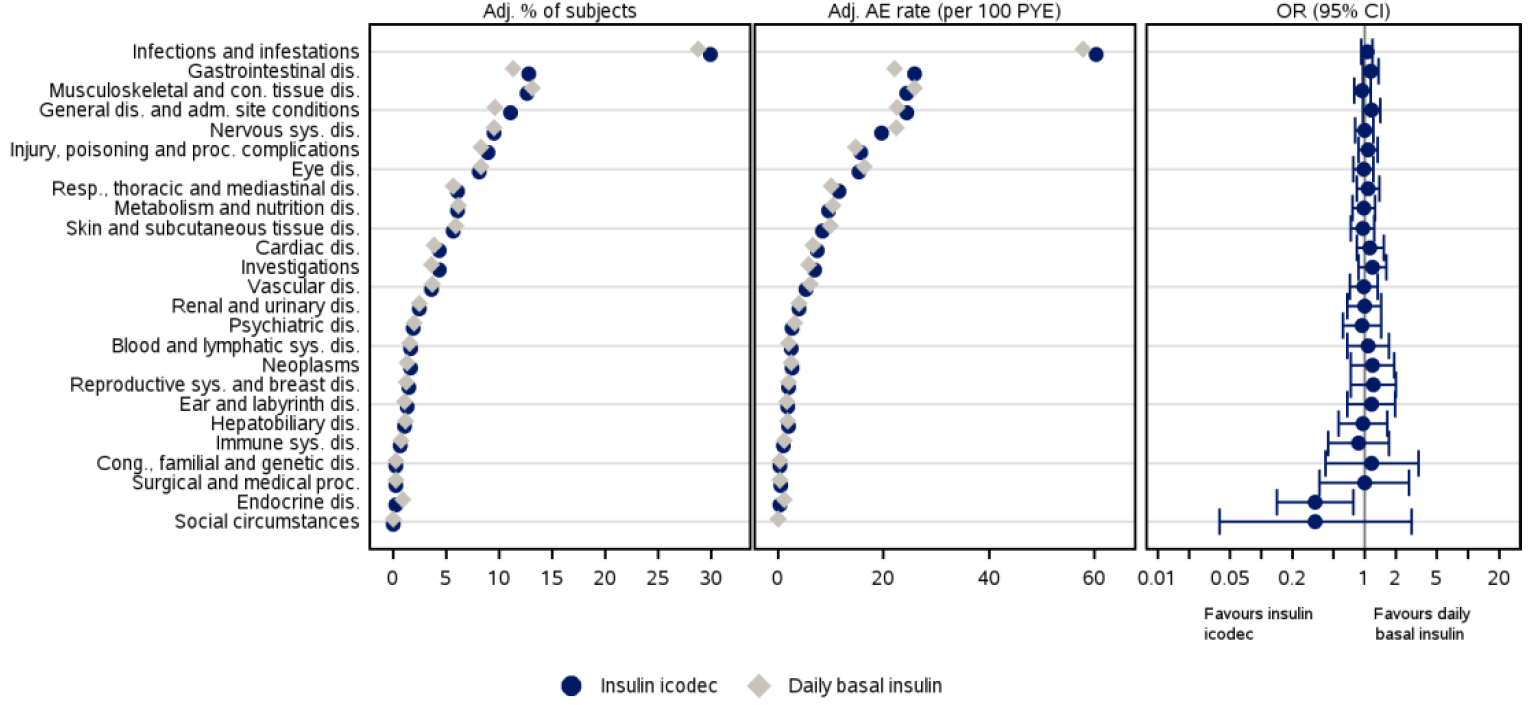 Adj. % of subjects
Adj. AE rate (per 100 PYE)
OR (95% CI)
Infections and infestations
Gastrointestinal dis.
Musculoskeletal and con. tissue dis.
General dis. and adm. site conditions
Nervous sys. dis.
Injury, poisoning and proc. complications
Eye dis.
Resp., thoracic and mediastinal dis.
Metabolism and nutrition dis.
Skin and subcutaneous tissue dis.
Cardiac dis.
Investigations
Vascular dis.
Renal and urinary dis.
Psychiatric dis.
Blood and lymphatic sys. dis.
Neoplasms
Reproductive sys. and breast dis.
Ear and labyrinth dis.
Hepatobiliary dis.
Immune sys. dis.
Cong., familial and genetic dis.
Surgical and medical proc.
Endocrine dis.
Social circumstances
0 5 10 15 20 25 30
0 20 40 60
0.01 0.05 0.2 1 2 5 20
Favours insulin
icodec
Favours daily
basal insulin
Insulin icodec
Daily basal insulin